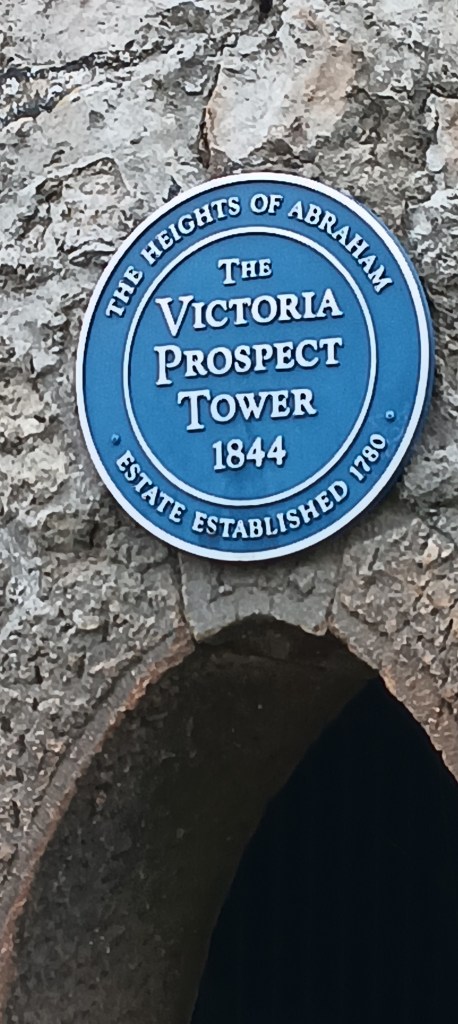 THE HEIGHTS OF ABRAHAM
THE
VICTORIA
PROSPECT
TOWER
1844
ESTATE ESTABLISHED 1780